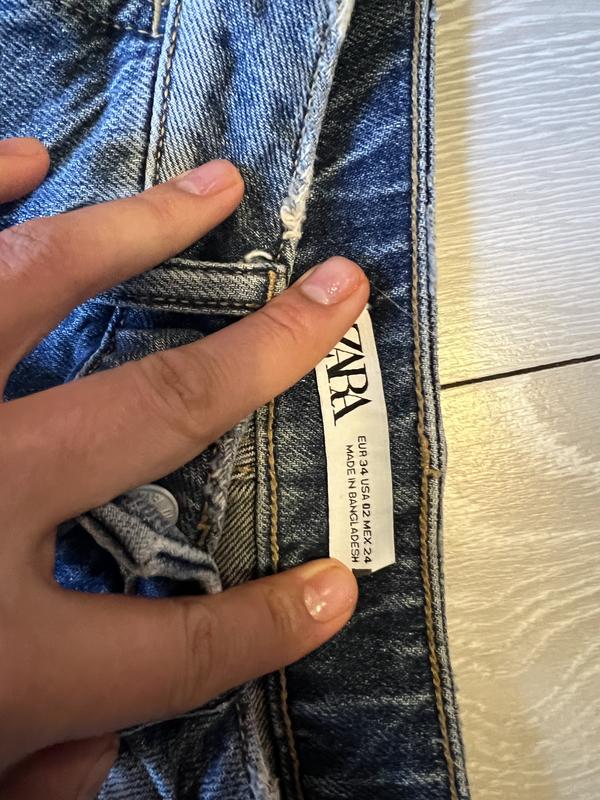 ZARA
EUR 34 USA 02 MEX 24
MADE IN BANGLADESH